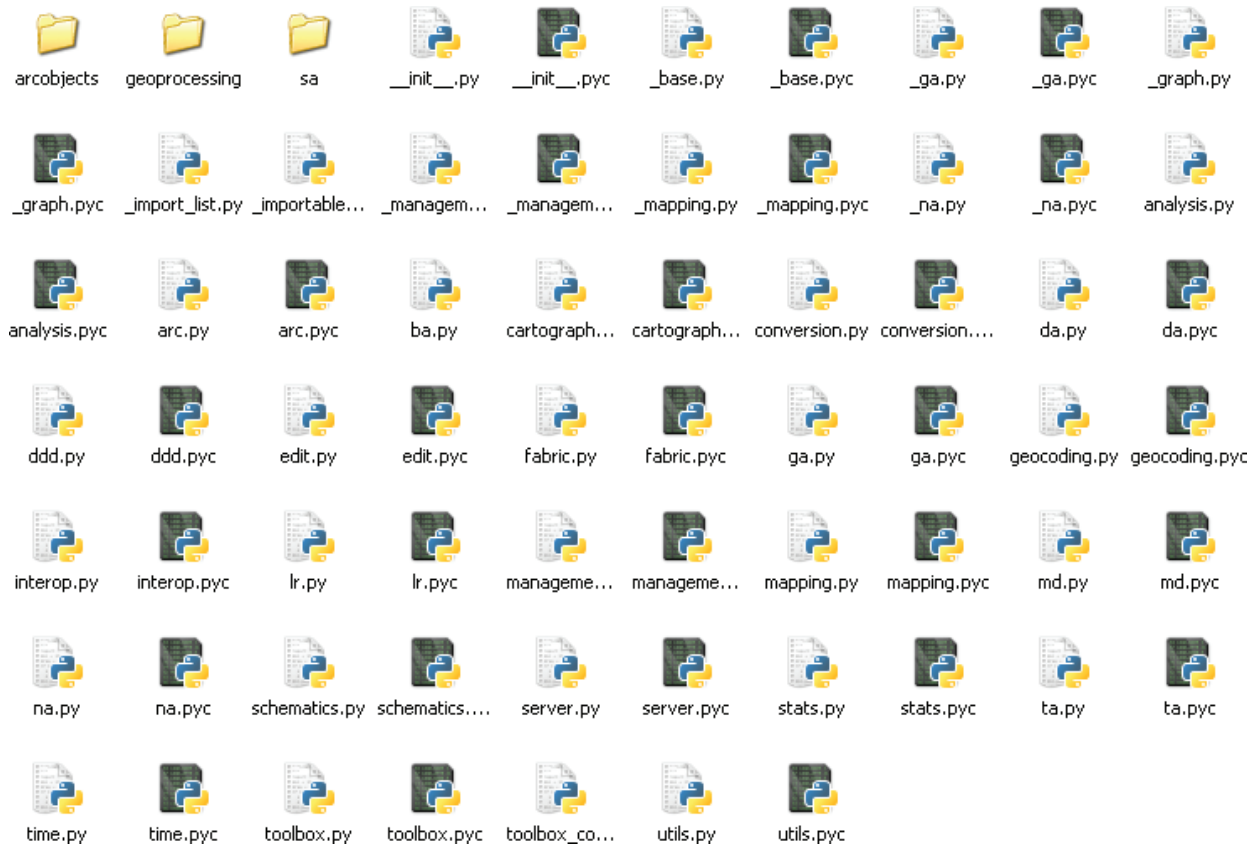 arcobjects geoprocessing sa __init__.py __init__.pyc _base.py _base.pyc _ga.py _ga.pyc _graph.py
_graph.pyc _import_list.py _importable... _managem... _managem... _mapping.py _mapping.pyc _na.py _na.pyc analysis.py
analysis.pyc arc.py arc.pyc ba.py cartograph... cartograph... conversion.py conversion.... da.py da.pyc
ddd.py ddd.pyc edit.py edit.pyc fabric.py fabric.pyc ga.py ga.pyc geocoding.py geocoding.pyc
interop.py interop.pyc lr.py lr.pyc manageme... manageme... mapping.py mapping.pyc md.py md.pyc
na.py na.pyc schematics.py schematics.... server.py server.pyc stats.py stats.pyc ta.py ta.pyc
time.py time.pyc toolbox.py toolbox.pyc toolbox_co... utils.py utils.pyc